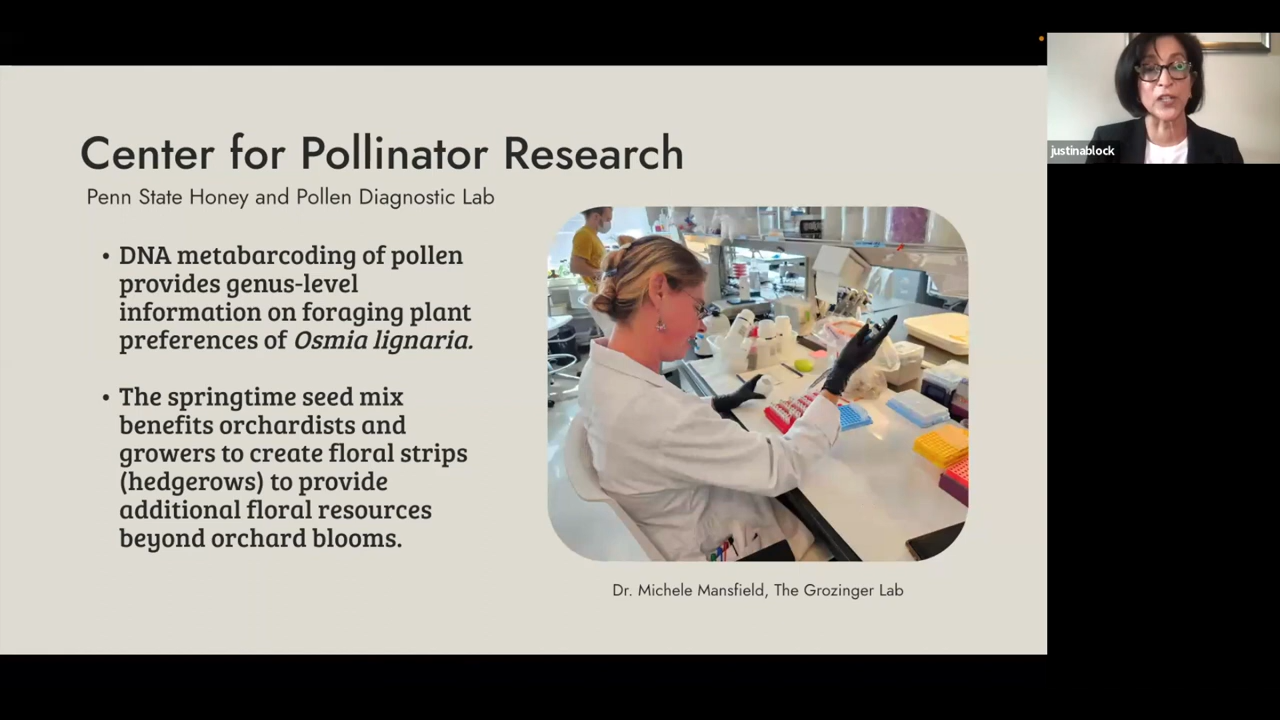 Center for Pollinator Research
Penn State Honey and Pollen Diagnostic Lab
• DNA metabarcoding of pollen
provides genus-level
information on foraging plant
preferences of Osmia lignaria.
• The springtime seed mix
benefits orchardists and
growers to create floral strips
(hedgerows) to provide
additional floral resources
beyond orchard blooms.
Dr. Michele Mansfield, The Grozinger Lab
justinablock